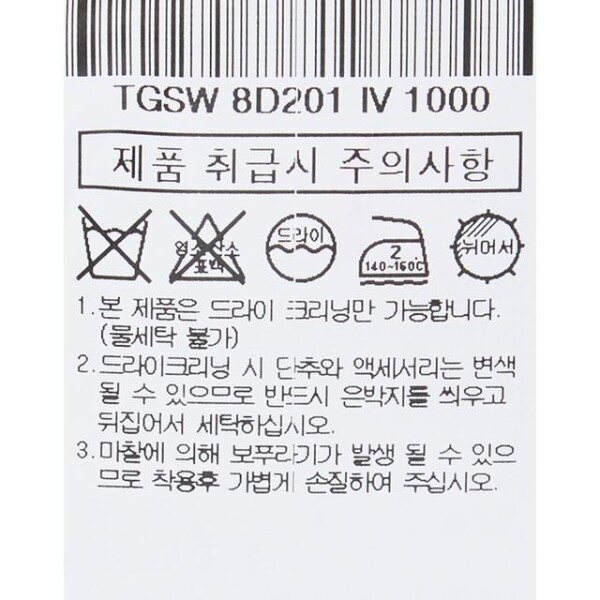 TGSW 8D201 IV 1000
제품 취급시 주의사항
염소산소
표백
드라이
2
140~160C
뉘어서
1. 본 제품은 드라이 크리닝만 가능합니다.
(물세탁 불가)
2. 드라이크리닝 시 단추와 액세서리는 변색
될 수 있으므로 반드시 은박지를 씌우고
뒤집어서 세탁하십시오.
3. 마찰에 의해 보푸라기가 발생 될 수 있으
므로 착용후 가볍게 손질하여 주십시오.